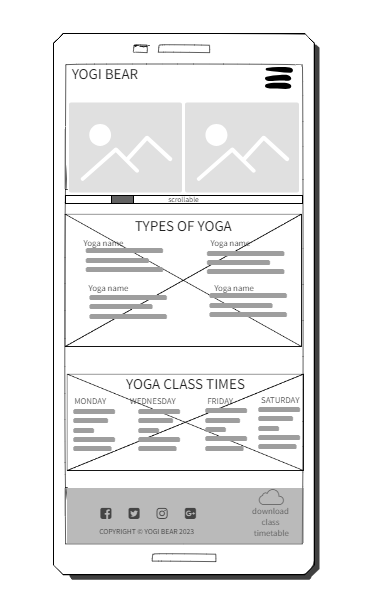 YOGI BEAR
scrollable
TYPES OF YOGA
Yoga name Yoga name
Yoga name Yoga name
YOGA CLASS TIMES
MONDAY WEDNESDAY FRIDAY SATURDAY
download
class
timetable
COPYRIGHT © YOGI BEAR 2023